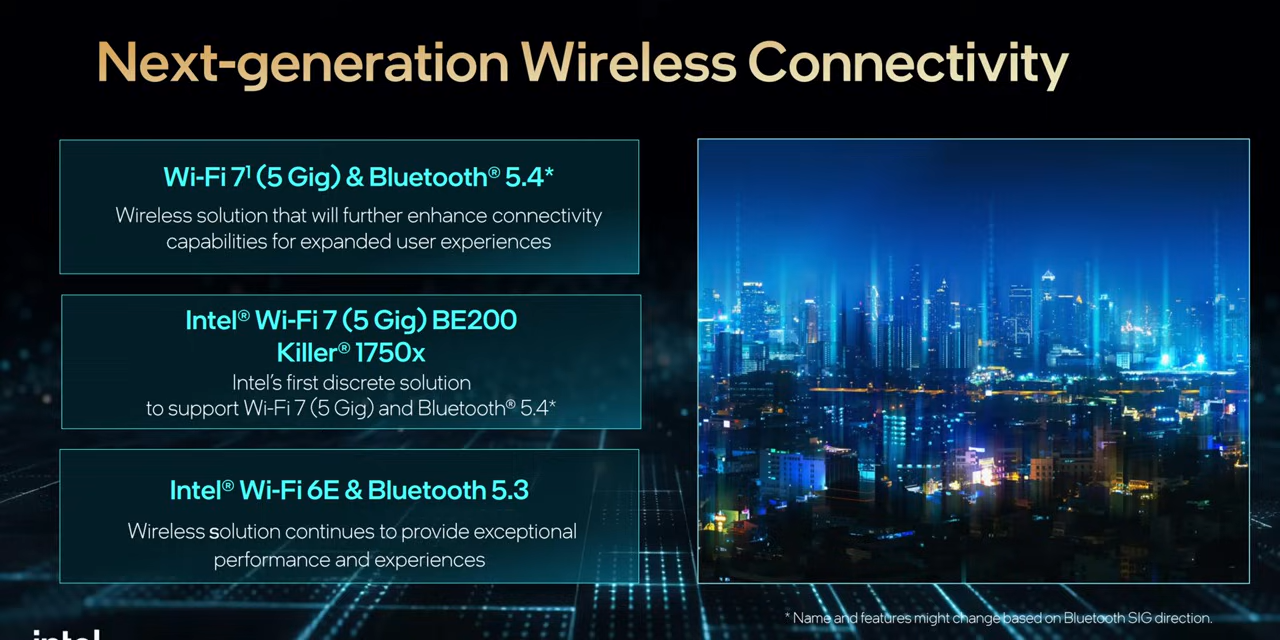 Next-generation Wireless Connectivity
Wi-Fi 7¹ (5 Gig) & Bluetooth® 5.4*
Wireless solution that will further enhance connectivity
capabilities for expanded user experiences
Intel® Wi-Fi 7 (5 Gig) BE200
Killer® 1750x
Intel's first discrete solution
to support Wi-Fi 7 (5 Gig) and Bluetooth® 5.4*
Intel® Wi-Fi 6E & Bluetooth 5.3
Wireless solution continues to provide exceptional
performance and experiences
* Name and features might change based on Bluetooth SIG direction.
intel